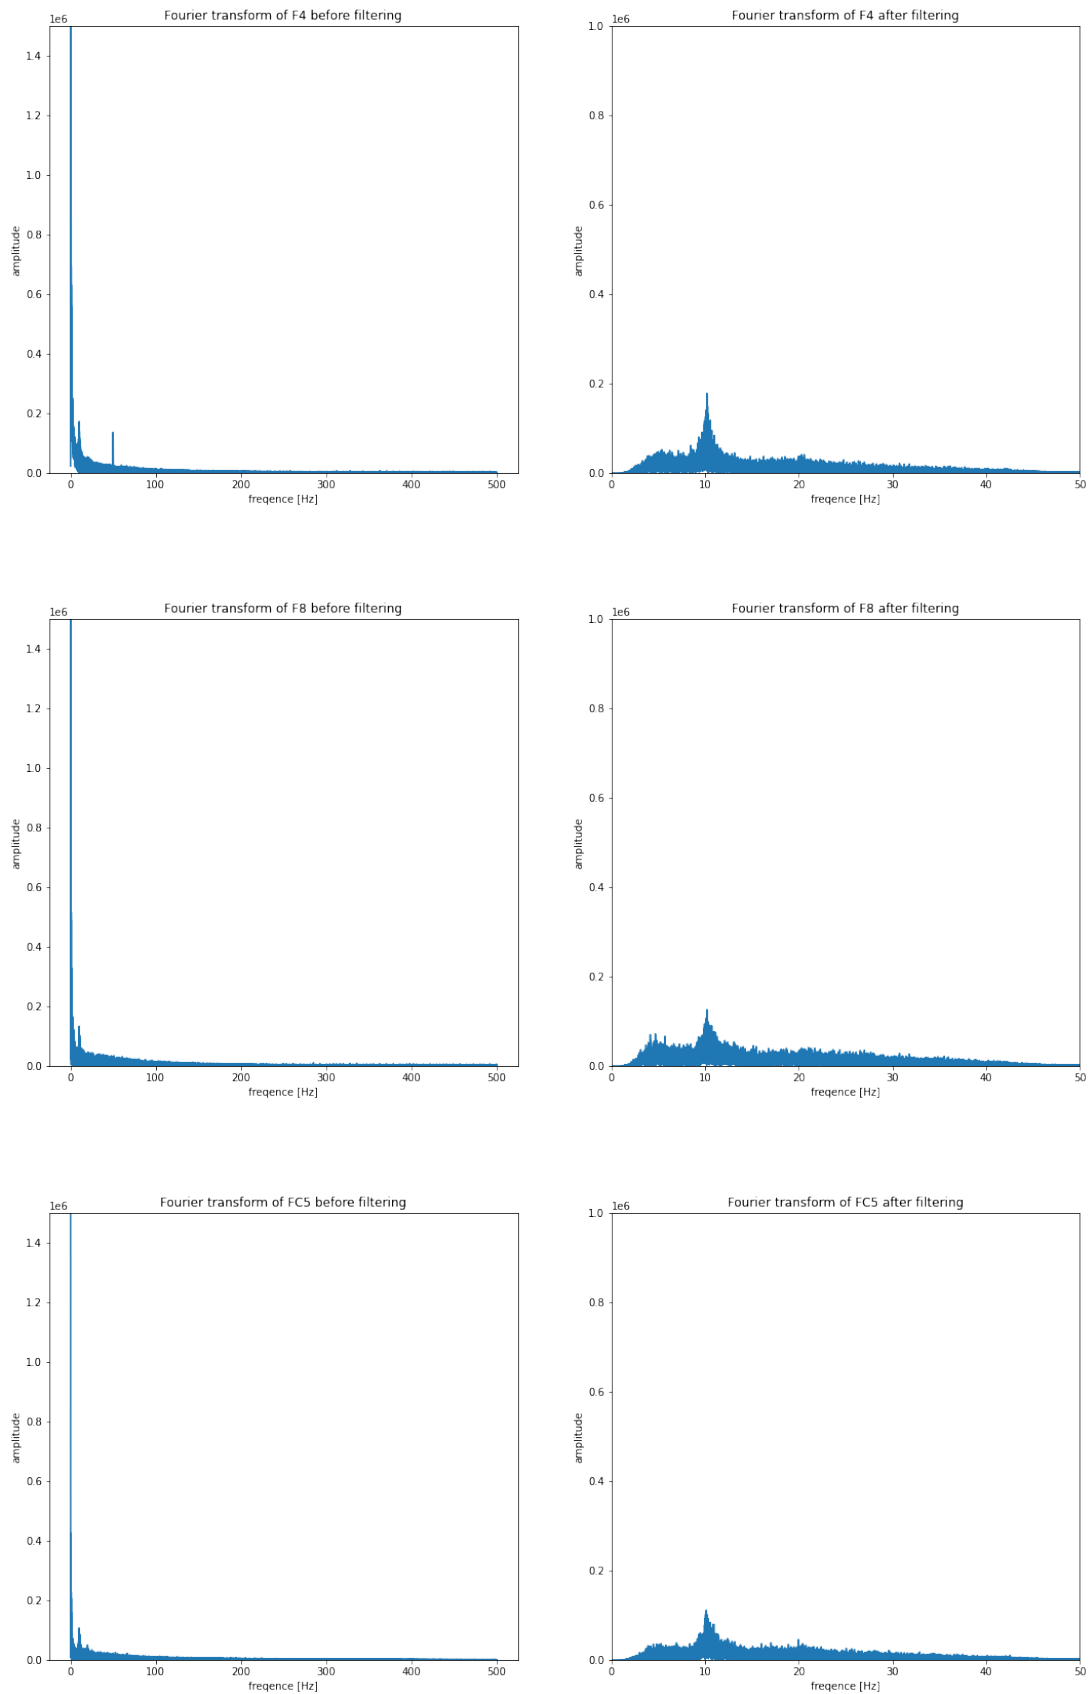 Fourier transform of F4 before filtering
1e6
1.4
1.2
1.0
0.8
0.6
0.4
0.2
0.0
amplitude
0 100 200 300 400 500
freqence [Hz]
Fourier transform of F4 after filtering
1e6
1.0
0.8
0.6
0.4
0.2
0.0
amplitude
0 10 20 30 40 50
freqence [Hz]
Fourier transform of F8 before filtering
1e6
1.4
1.2
1.0
0.8
0.6
0.4
0.2
0.0
amplitude
0 100 200 300 400 500
freqence [Hz]
Fourier transform of F8 after filtering
1e6
1.0
0.8
0.6
0.4
0.2
0.0
amplitude
0 10 20 30 40 50
freqence [Hz]
Fourier transform of FC5 before filtering
1e6
1.4
1.2
1.0
0.8
0.6
0.4
0.2
0.0
amplitude
0 100 200 300 400 500
freqence [Hz]
Fourier transform of FC5 after filtering
1e6
1.0
0.8
0.6
0.4
0.2
0.0
amplitude
0 10 20 30 40 50
freqence [Hz]